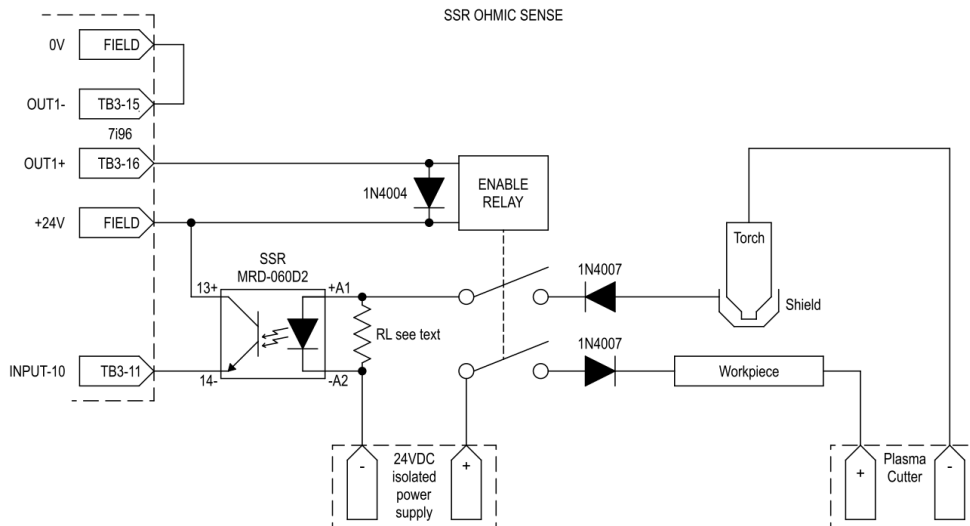 SSR OHMIC SENSE
0V
FIELD
OUT1-
TB3-15
7i96
OUT1+
TB3-16
1N4004
ENABLE
RELAY
+24V
FIELD
SSR
MRD-060D2
13+
+A1
1N4007
Torch
Shield
RL see text
1N4007
INPUT-10
TB3-11
14-
-A2
Workpiece
-
24VDC
isolated
power
supply
+
+
Plasma
Cutter
-